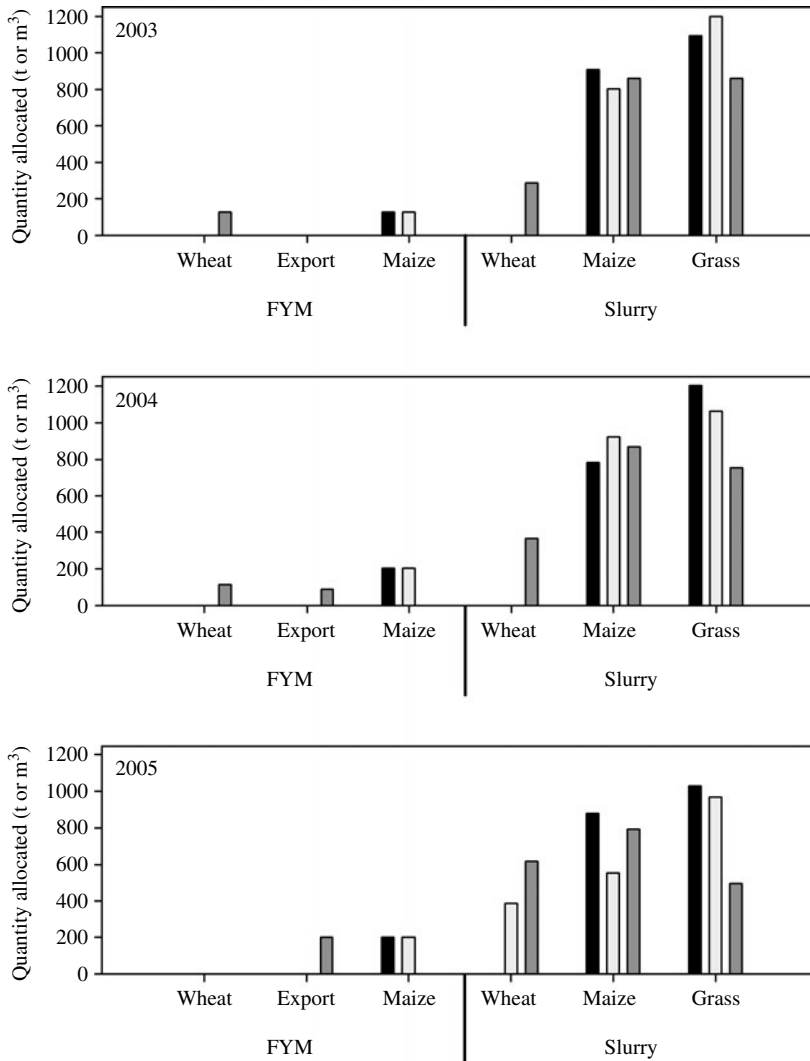 2003
Quantity allocated (t or m³)
1200
1000
800
600
400
200
0
Wheat Export Maize Wheat Maize Grass
FYM Slurry
2004
Quantity allocated (t or m³)
1200
1000
800
600
400
200
0
Wheat Export Maize Wheat Maize Grass
FYM Slurry
2005
Quantity allocated (t or m³)
1200
1000
800
600
400
200
0
Wheat Export Maize Wheat Maize Grass
FYM Slurry